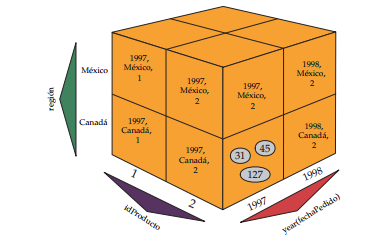 región
México
Canadá
1997,
México,
1
1997,
México,
2
1997,
México,
2
1998,
México,
2
1997,
Canadá,
1
1997,
Canadá,
2
31
45
127
1998,
Canadá,
2
1
2
idProducto
1997
1998
year(fechaPedido)